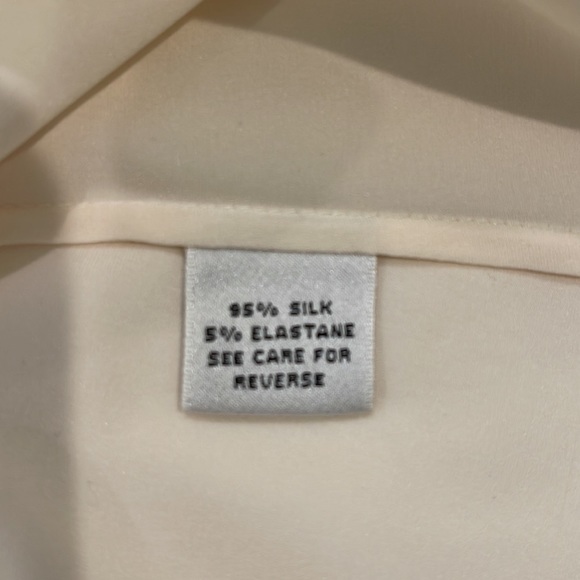 95% SILK
5% ELASTANE
SEE CARE FOR
REVERSE